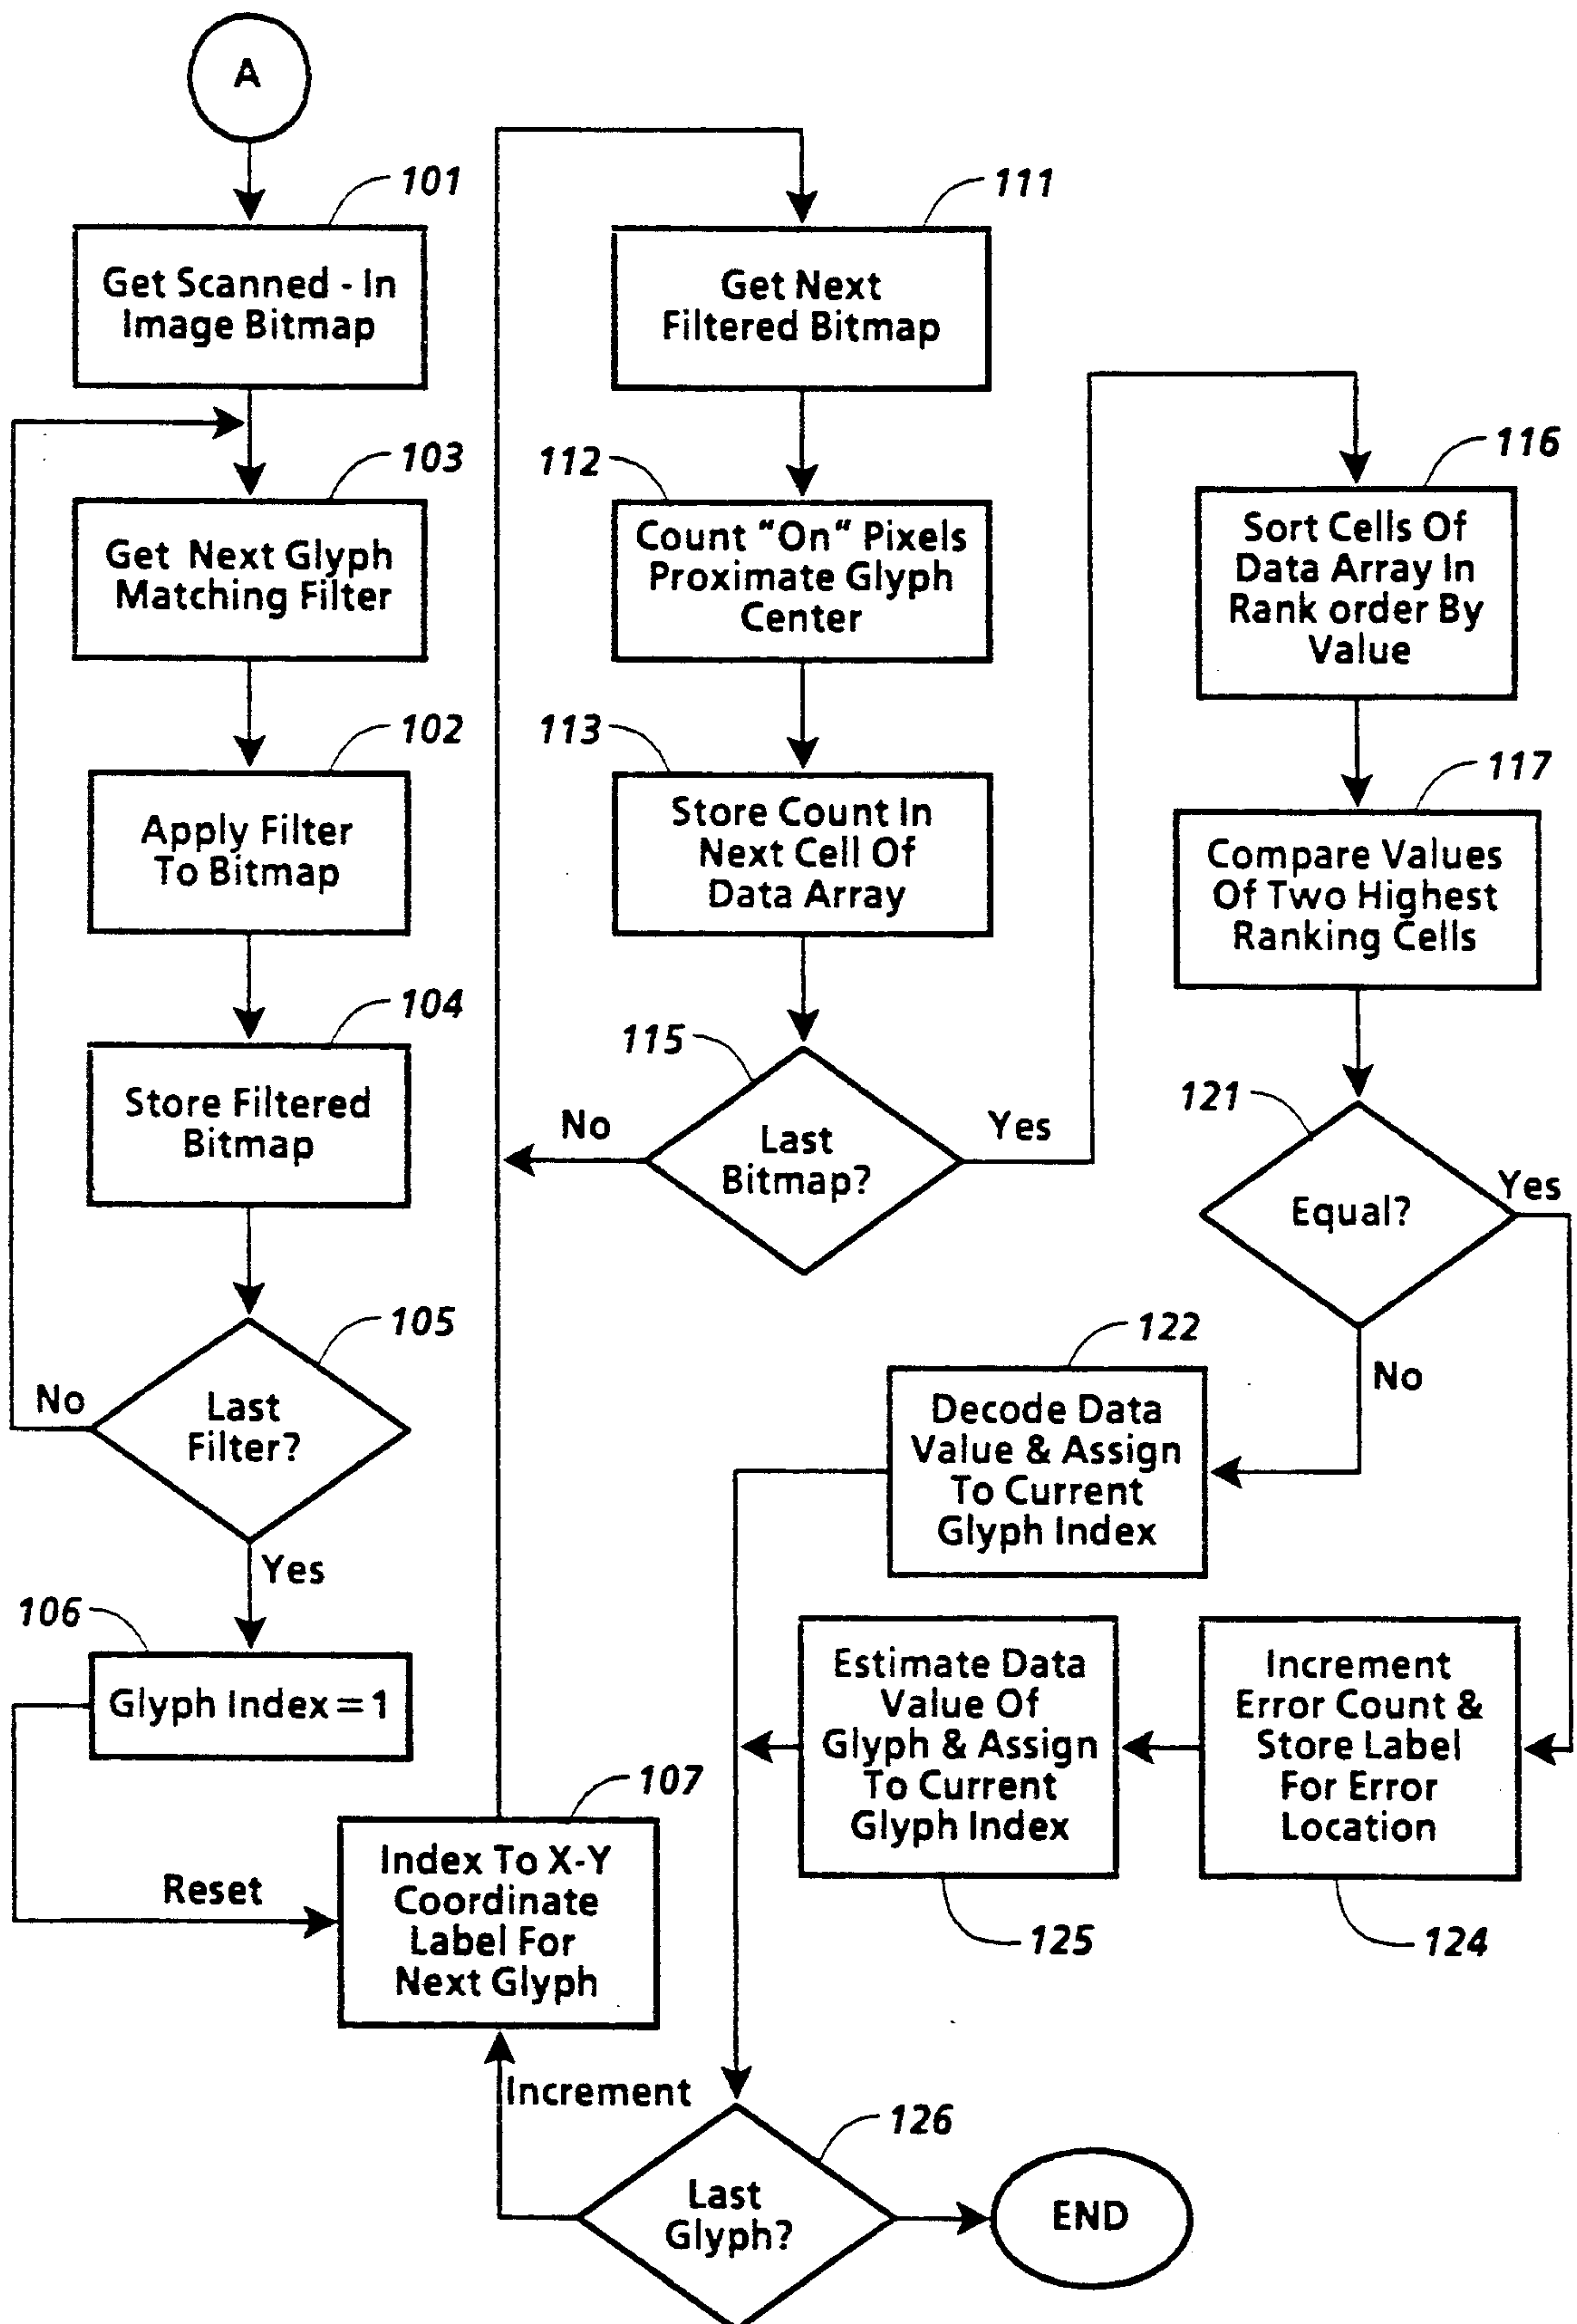 A
101
Get Scanned - In
Image Bitmap
103
Get Next Glyph
Matching Filter
102
Apply Filter
To Bitmap
104
Store Filtered
Bitmap
105
Last
Filter?
No
Yes
106
Glyph Index = 1
Reset
107
Index To X-Y
Coordinate
Label For
Next Glyph
111
Get Next
Filtered Bitmap
112
Count "On" Pixels
Proximate Glyph
Center
113
Store Count In
Next Cell Of
Data Array
115
Last
Bitmap?
No
Yes
116
Sort Cells Of
Data Array In
Rank order By
Value
117
Compare Values
Of Two Highest
Ranking Cells
121
Equal?
Yes
No
122
Decode Data
Value & Assign
To Current
Glyph Index
124
Increment
Error Count &
Store Label
For Error
Location
125
Estimate Data
Value Of
Glyph & Assign
To Current
Glyph Index
126
Last
Glyph?
Increment
END